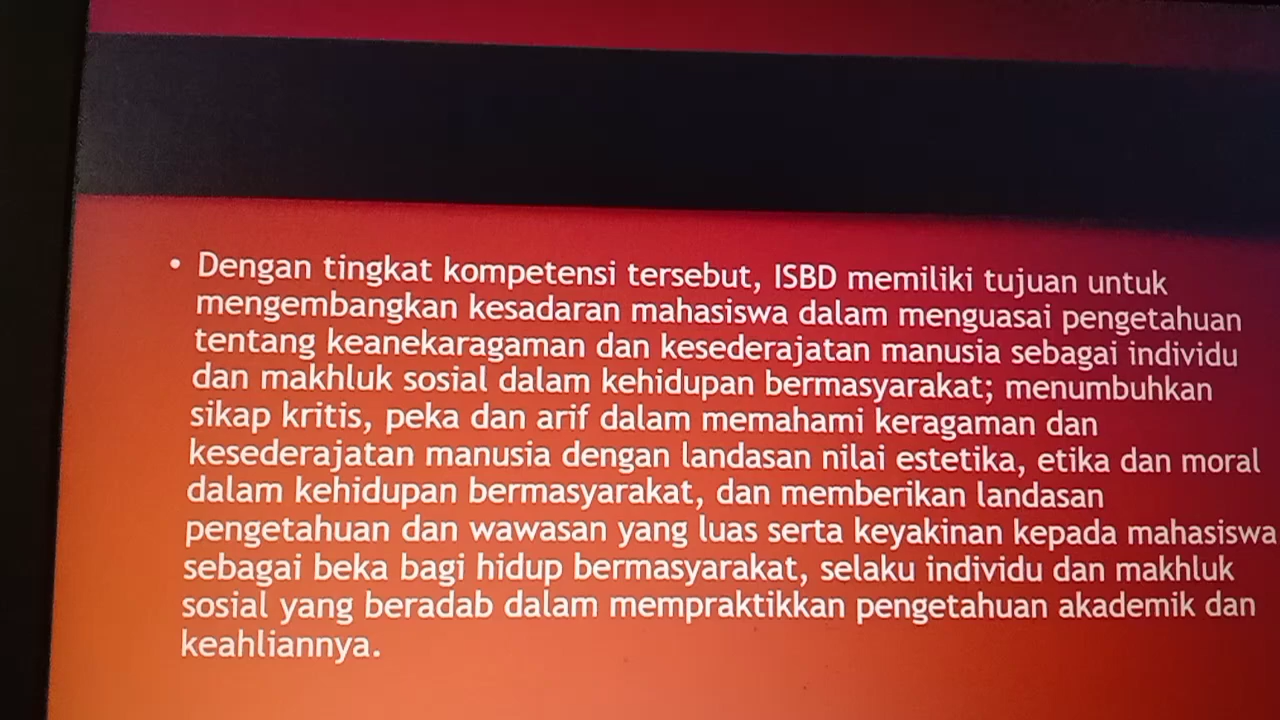 • Dengan tingkat kompetensi tersebut, ISBD memiliki tujuan untuk
mengembangkan kesadaran mahasiswa dalam menguasai pengetahuan
tentang keanekaragaman dan kesederajatan manusia sebagai individu
dan makhluk sosial dalam kehidupan bermasyarakat; menumbuhkan
sikap kritis, peka dan arif dalam memahami keragaman dan
kesederajatan manusia dengan landasan nilai estetika, etika dan moral
dalam kehidupan bermasyarakat, dan memberikan landasan
pengetahuan dan wawasan yang luas serta keyakinan kepada mahasiswa
sebagai beka bagi hidup bermasyarakat, selaku individu dan makhluk
sosial yang beradab dalam mempraktikkan pengetahuan akademik dan
keahliannya.